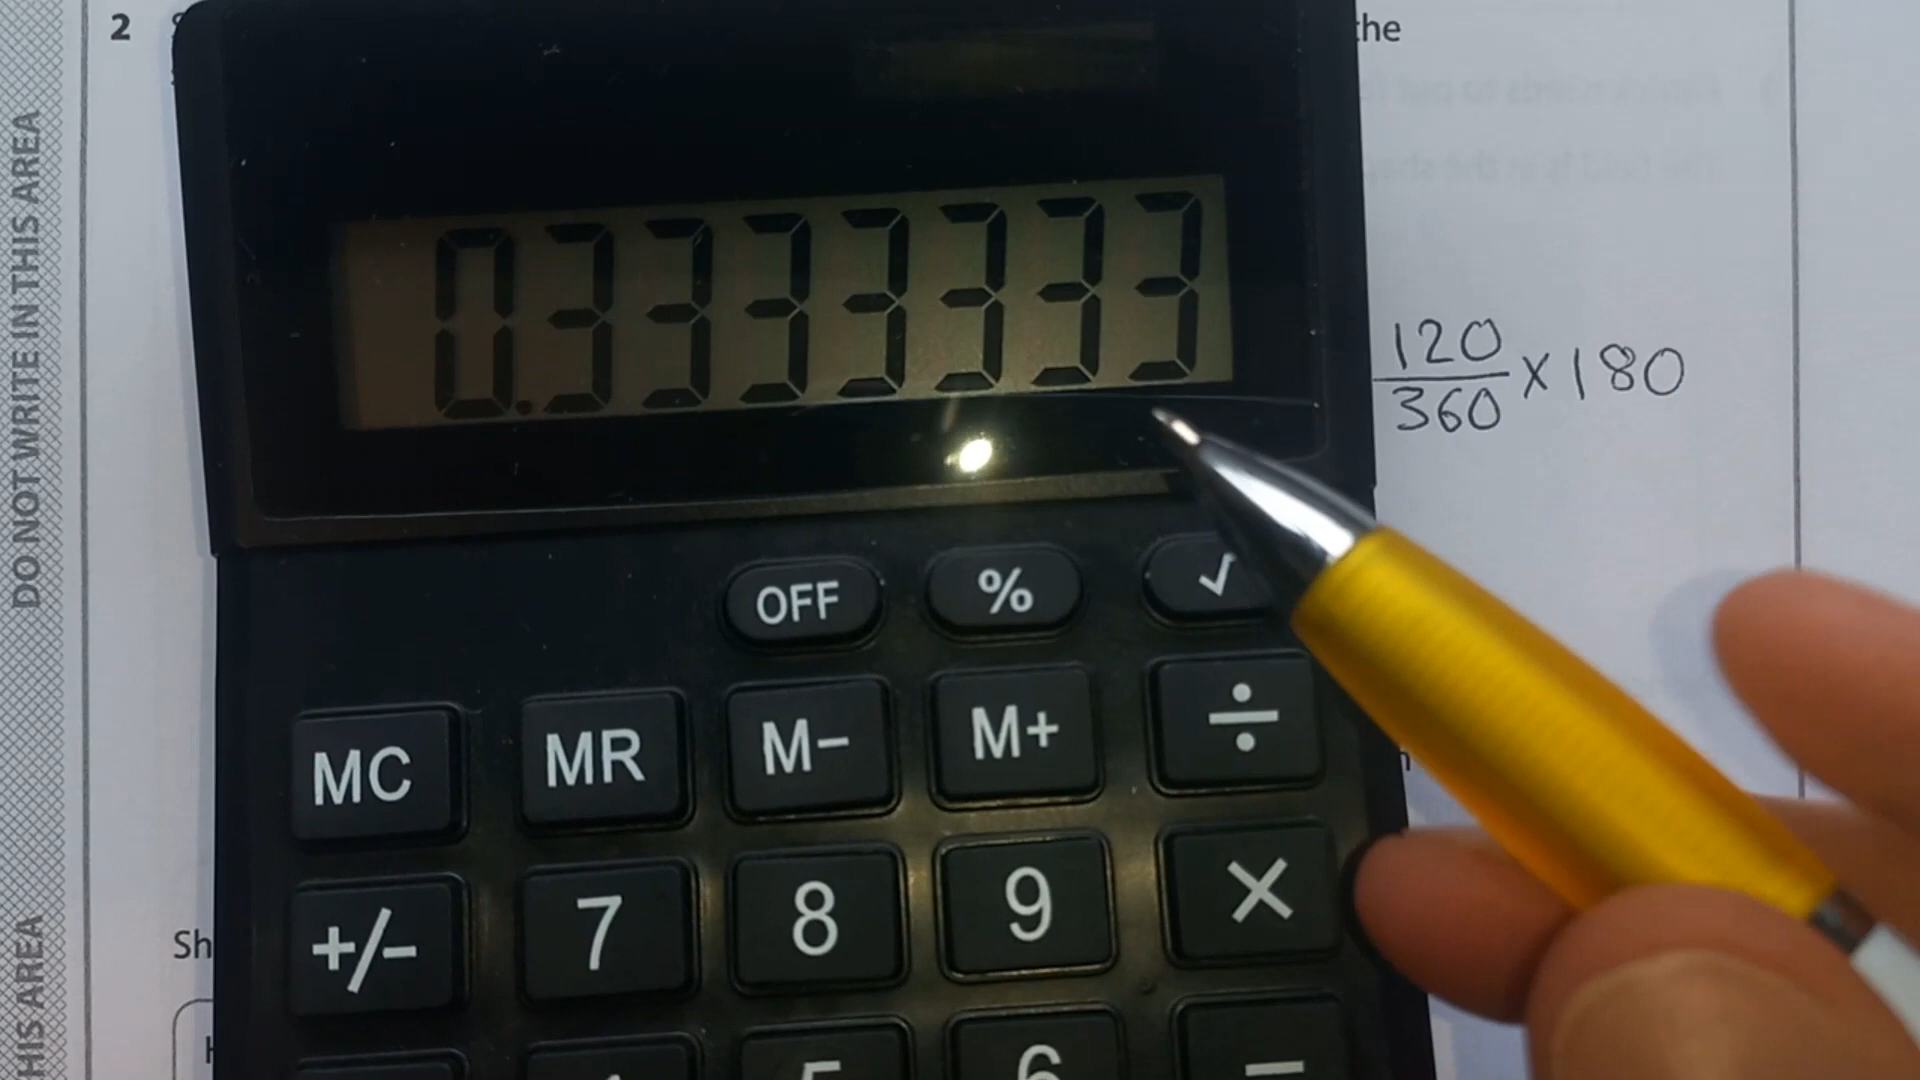 2
the
DO NOT WRITE IN THIS AREA
0.3333333
120
360
×180
OFF % √
MC MR M− M+ ÷
+/− 7 8 9 ×
Sh
HIS AREA
6 −